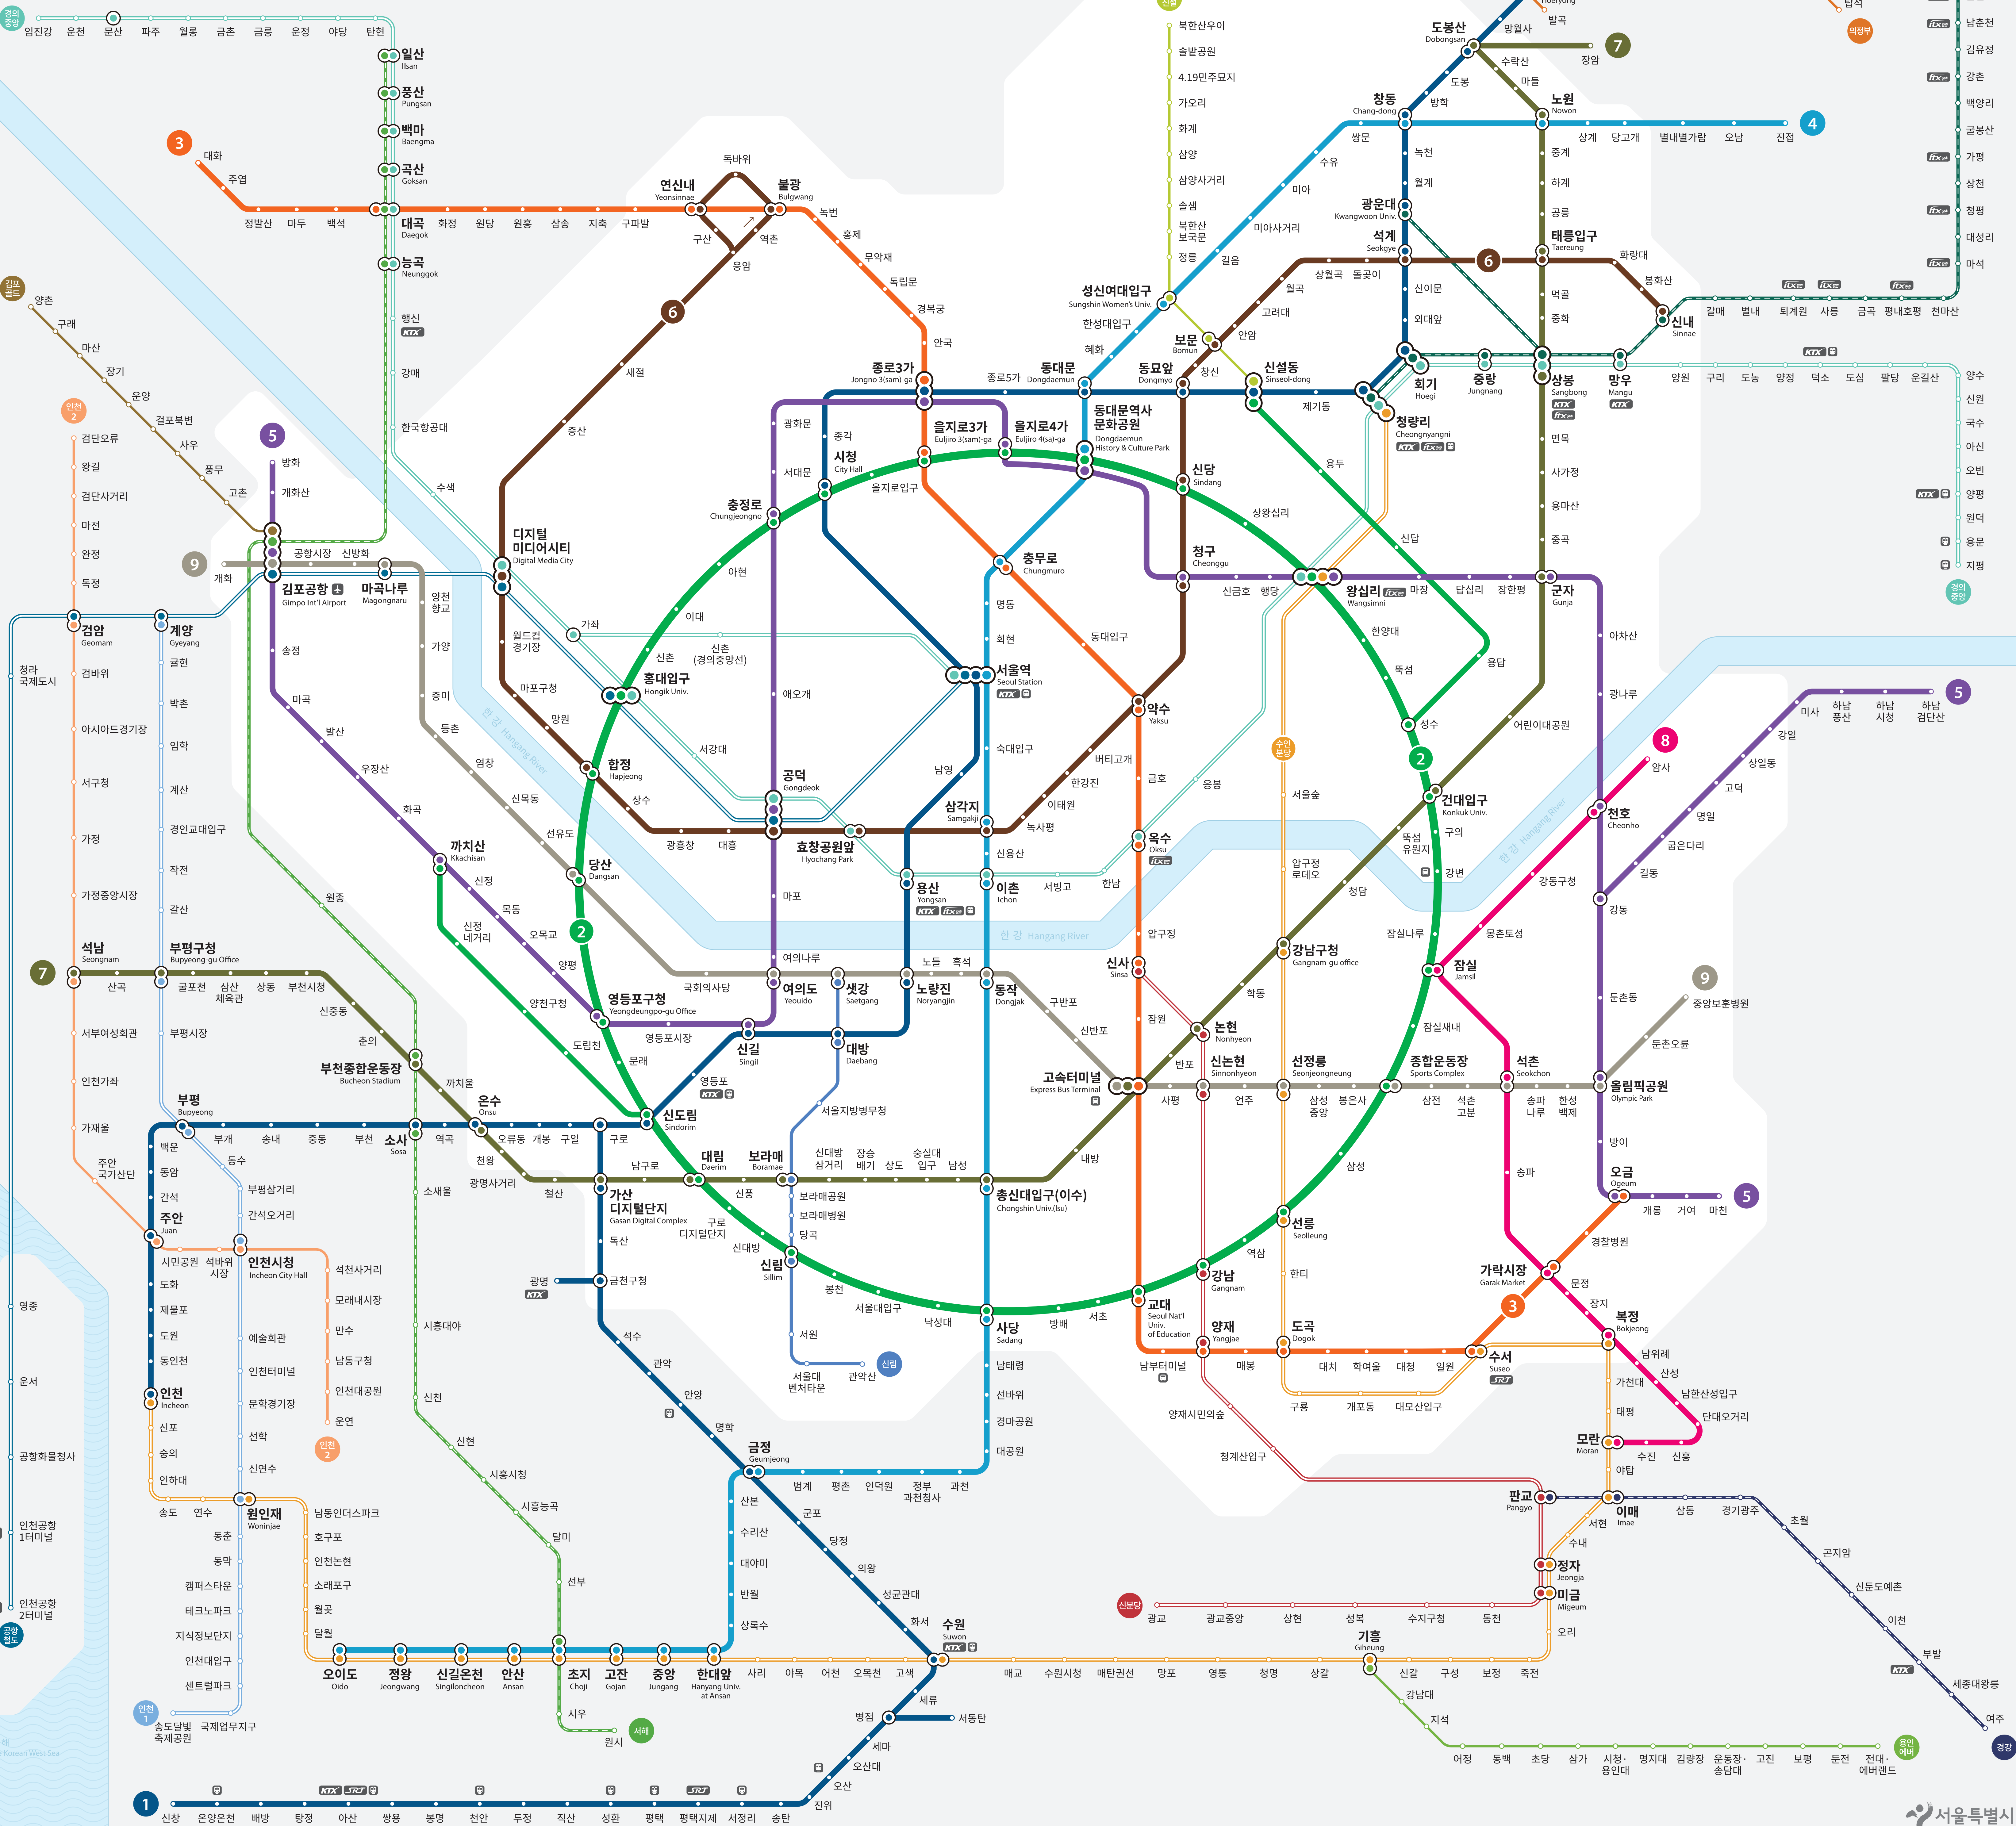 경의
중앙
임진강
운천
문산
파주
월롱
금촌
금릉
운정
야당
탄현
일산
Ilsan
풍산
Pungsan
백마
Baengma
곡산
Goksan
대곡
Daegok
능곡
Neunggok
행신
KTX
강매
한국항공대
수색
3
대화
주엽
정발산
마두
백석
화정
원당
원흥
삼송
지축
구파발
연신내
Yeonsinnae
독바위
불광
Bulgwang
구산
역촌
응암
녹번
홍제
무악재
독립문
경복궁
안국
6
새절
증산
신설
북한산우이
솔밭공원
4.19민주묘지
가오리
화계
삼양
삼양사거리
솔샘
북한산
보국문
정릉
도봉산
Dobongsan
망월사
Hoeryong
발곡
탑석
의정부
7
장암
수락산
마들
도봉
방학
창동
Chang-dong
노원
Nowon
쌍문
상계
당고개
별내별가람
오남
진접
4
수유
미아
미아사거리
길음
녹천
월계
중계
하계
공릉
광운대
Kwangwoon Univ.
석계
Seokgye
태릉입구
Taereung
6
화랑대
봉화산
신내
Sinnae
상월곡
돌곶이
월곡
고려대
안암
신이문
외대앞
먹골
중화
남춘천
김유정
강촌
백양리
굴봉산
가평
상천
청평
대성리
마석
갈매
별내
퇴계원
사릉
금곡
평내호평
천마산
성신여대입구
Sungshin Women's Univ.
한성대입구
혜화
보문
Bomun
창신
신설동
Sinseol-dong
동묘앞
Dongmyo
동대문
Dongdaemun
종로5가
종로3가
Jongno 3(sam)-ga
제기동
회기
Hoegi
청량리
Cheongnyangni
중랑
Jungnang
상봉
Sangbong
KTX
망우
Mangu
KTX
양원
구리
도농
양정
덕소
도심
팔당
운길산
KTX
양수
신원
국수
아신
오빈
양평
KTX
원덕
용문
지평
경의
중앙
김포
골드
양촌
구래
마산
장기
운양
걸포북변
사우
풍무
고촌
인천
2
검단오류
왕길
검단사거리
마전
완정
독정
5
방화
개화산
9
개화
공항시장
신방화
김포공항
Gimpo Int'l Airport
마곡나루
Magongnaru
양천
향교
가양
증미
등촌
염창
신목동
선유도
송정
마곡
발산
우장산
화곡
디지털
미디어시티
Digital Media City
월드컵
경기장
마포구청
망원
합정
Hapjeong
상수
광흥창
대흥
가좌
신촌
(경의중앙선)
홍대입구
Hongik Univ.
서강대
신촌
이대
아현
충정로
Chungjeongno
시청
City Hall
을지로입구
광화문
종각
서대문
을지로3가
Euljiro 3(sam)-ga
을지로4가
Euljiro 4(sa)-ga
동대문역사
문화공원
Dongdaemun
History & Culture Park
신당
Sindang
상왕십리
청구
Cheonggu
신금호
행당
왕십리
Wangsimni
마장
답십리
장한평
군자
Gunja
용두
신답
용답
한양대
뚝섬
성수
2
면목
사가정
용마산
중곡
아차산
광나루
어린이대공원
건대입구
Konkuk Univ.
구의
강변
뚝섬
유원지
청담
충무로
Chungmuro
명동
회현
동대입구
약수
Yaksu
버티고개
한강진
이태원
녹사평
금호
옥수
Oksu
응봉
서울역
Seoul Station
KTX
숙대입구
남영
삼각지
Samgakji
신용산
애오개
공덕
Gongdeok
효창공원앞
Hyochang Park
마포
용산
Yongsan
KTX
이촌
Ichon
서빙고
한남
한강 Hangang River
한강 Hangang River
한강 Hangang River
수인
분당
서울숲
압구정
로데오
강남구청
Gangnam-gu office
학동
압구정
신사
Sinsa
잠원
논현
Nonhyeon
반포
8
암사
천호
Cheonho
강동구청
몽촌토성
잠실
Jamsil
잠실나루
잠실새내
강동
둔촌동
길동
굽은다리
명일
고덕
상일동
강일
미사
하남
풍산
하남
시청
하남
검단산
5
9
중앙보훈병원
둔촌오륜
올림픽공원
Olympic Park
방이
오금
Ogeum
개롱
거여
마천
5
검암
Geomam
계양
Gyeyang
청라
국제도시
검바위
아시아드경기장
서구청
가정
가정중앙시장
석남
Seongnam
귤현
박촌
임학
계산
경인교대입구
작전
갈산
부평구청
Bupyeong-gu Office
7
산곡
굴포천
삼산
체육관
상동
부천시청
신중동
춘의
부천종합운동장
Bucheon Stadium
까치울
온수
Onsu
원종
까치산
Kkachisan
신정
목동
오목교
양평
신정
네거리
양천구청
도림천
영등포구청
Yeongdeungpo-gu Office
영등포시장
문래
당산
Dangsan
2
국회의사당
여의나루
여의도
Yeouido
샛강
Saetgang
노량진
Noryangjin
노들
흑석
동작
Dongjak
구반포
신반포
신길
Singil
대방
Daebang
영등포
KTX
서울지방병무청
신도림
Sindorim
고속터미널
Express Bus Terminal
사평
신논현
Sinnonhyeon
언주
선정릉
Seonjeongneung
삼성
중앙
봉은사
종합운동장
Sports Complex
삼전
석촌
고분
석촌
Seokchon
송파
나루
한성
백제
송파
삼성
서부여성회관
인천가좌
가재울
주안
국가산단
부평시장
부평
Bupyeong
백운
동암
간석
주안
Juan
도화
제물포
도원
동인천
인천
Incheon
신포
숭의
인하대
송도
연수
부개
송내
중동
부천
소사
Sosa
역곡
오류동
개봉
구일
구로
천왕
광명사거리
철산
남구로
가산
디지털단지
Gasan Digital Complex
대림
Daerim
신풍
보라매
Boramae
신대방
삼거리
장승
배기
상도
숭실대
입구
남성
총신대입구(이수)
Chongshin Univ.(Isu)
내방
구로
디지털단지
신대방
보라매공원
보라매병원
당곡
신림
Sillim
봉천
서울대입구
낙성대
사당
Sadang
방배
서초
교대
Seoul Nat'l
Univ.
of Education
강남
Gangnam
역삼
선릉
Seolleung
한티
도곡
Dogok
양재
Yangjae
남부터미널
매봉
대치
학여울
대청
일원
수서
Suseo
SRT
3
가락시장
Garak Market
경찰병원
문정
장지
복정
Bokjeong
남위례
산성
남한산성입구
단대오거리
신흥
수진
모란
Moran
가천대
태평
야탑
이매
Imae
구룡
개포동
대모산입구
동수
부평삼거리
간석오거리
인천시청
Incheon City Hall
시민공원
석바위
시장
석천사거리
모래내시장
만수
남동구청
인천대공원
운연
인천
2
예술회관
인천터미널
문학경기장
선학
신연수
원인재
Woninjae
동춘
동막
캠퍼스타운
테크노파크
지식정보단지
인천대입구
센트럴파크
국제업무지구
송도달빛
축제공원
인천
1
영종
운서
공항화물청사
인천공항
1터미널
인천공항
2터미널
공항
철도
소새울
시흥대야
신천
신현
시흥시청
시흥능곡
달미
선부
초지
Choji
시우
원시
서해
독산
금천구청
광명
KTX
석수
관악
안양
명학
금정
Geumjeong
서원
서울대
벤처타운
관악산
신림
남태령
선바위
경마공원
대공원
과천
정부
과천청사
인덕원
평촌
범계
산본
수리산
대야미
반월
상록수
군포
당정
의왕
성균관대
화서
수원
Suwon
KTX
남동인더스파크
호구포
인천논현
소래포구
월곶
달월
오이도
Oido
정왕
Jeongwang
신길온천
Singiloncheon
안산
Ansan
고잔
Gojan
중앙
Jungang
한대앞
Hanyang Univ.
at Ansan
사리
야목
어천
오목천
고색
매교
수원시청
매탄권선
망포
영통
청명
상갈
기흥
Giheung
신갈
구성
보정
죽전
오리
미금
Migeum
정자
Jeongja
수내
서현
판교
Pangyo
청계산입구
양재시민의숲
신분당
광교
광교중앙
상현
성복
수지구청
동천
삼동
경기광주
초월
곤지암
신둔도예촌
이천
부발
KTX
세종대왕릉
여주
경강
강남대
지석
어정
동백
초당
삼가
시청·
용인대
명지대
김량장
운동장·
송담대
고진
보평
둔전
전대·
에버랜드
용인
에버
세류
병점
서동탄
세마
오산대
오산
진위
송탄
서정리
평택지제
SRT
평택
성환
직산
두정
천안
봉명
쌍용
아산
KTX SRT
탕정
배방
온양온천
신창
1
서울특별시